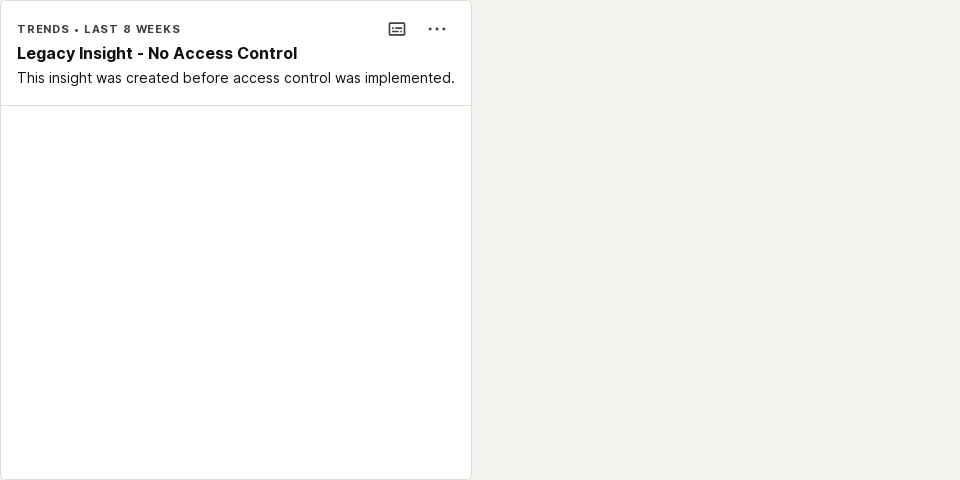 TRENDS • LAST 8 WEEKS
Legacy Insight - No Access Control
This insight was created before access control was implemented.